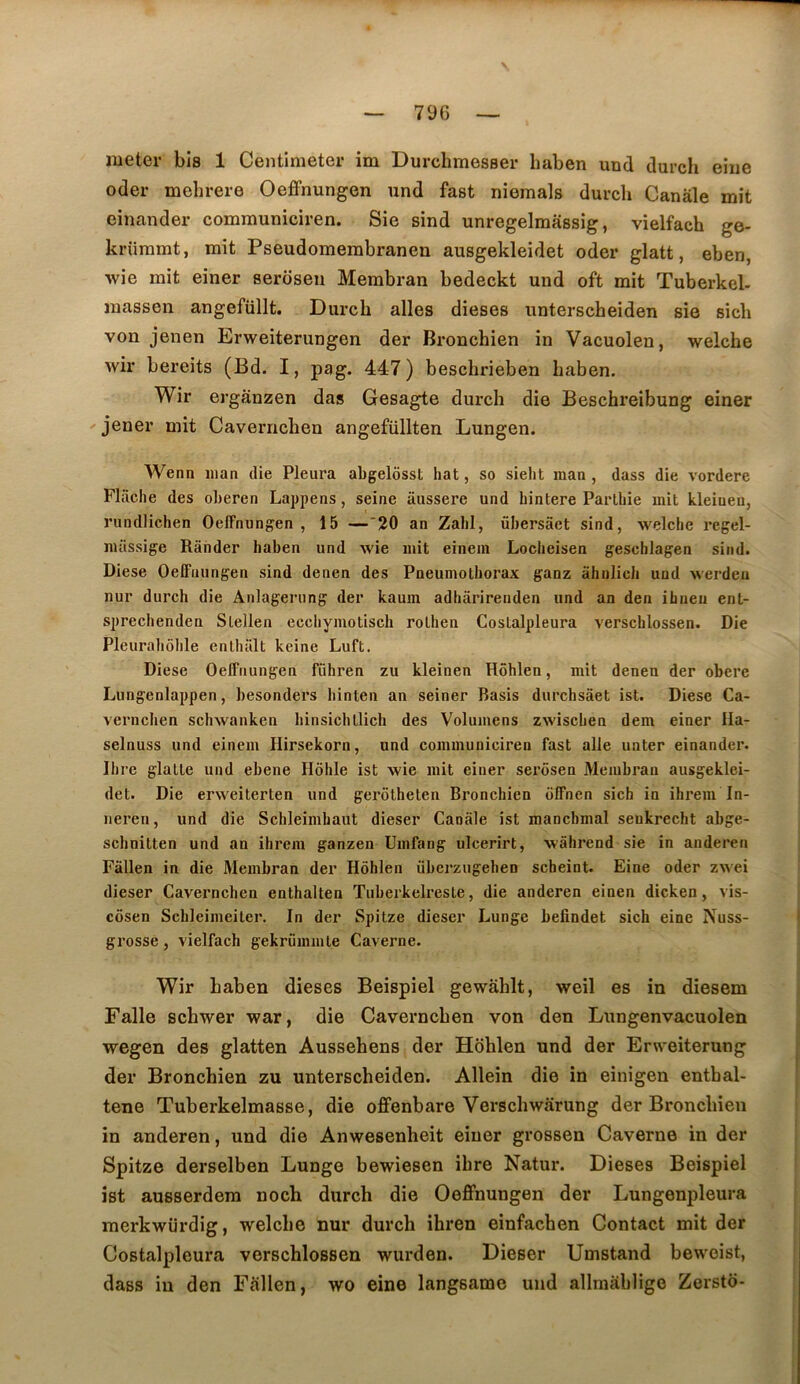 — 796 —
meter bis 1 Centimeter im Durchmesser haben und durch eine
oder mehrere Oeffnungen und fast niemals durch Canäle mit
einander communiciren. Sie sind unregelmässig, vielfach ge-
krümmt, mit Pseudomembranen ausgekleidet oder glatt, eben,
wie mit einer serösen Membran bedeckt und oft mit Tuberkel-
massen angefüllt. Durch alles dieses unterscheiden sie sich
von jenen Erweiterungen der Bronchien in Vacuolen, welche
wir bereits (Bd. I, pag. 447) beschrieben haben.
Wir ergänzen das Gesagte durch die Beschreibung einer
jener mit Cavernchen angefüllten Lungen.
Wenn man die Pleura abgelösst hat, so sieht man, dass die vordere
Fläche des oberen Lappens, seine äussere und hintere Parthie mit kleinen,
rundlichen Oeffnungen, 15 — 20 an Zahl, übersäet sind, welche regel-
mässige Ränder haben und wie mit einem Locheisen geschlagen sind.
Diese Oeffnungen sind denen des Pneumothorax ganz ähnlich und werden
nur durch die Anlagerung der kaum adhärirenden und an den ihnen ent-
sprechenden Stellen ecchymotisch rothen Costalpleura verschlossen. Die
Pleurahöhle enthält keine Luft.
Diese Oeffnungen führen zu kleinen Höhlen, mit denen der obere
Lungenlappen, besonders hinten an seiner Basis durchsäet ist. Diese Ca-
vernchen schwanken hinsichtlich des Volumens zwischen dem einer Ha-
selnuss und einem Hirsekorn, und communiciren fast alle unter einander.
Ihre glatte und ebene Höhle ist wie mit einer serösen Membran ausgeklei-
det. Die erweiterten und gerötheten Bronchien öffnen sich in ihrem In-
neren, und die Schleimhaut dieser Canäle ist manchmal senkrecht abge-
schnitten und an ihrem ganzen Umfang ulcerirt, während sie in anderen
Fällen in die Membran der Höhlen überzugehen scheint. Eine oder zwei
dieser Cavernchen enthalten Tuberkelreste, die anderen einen dicken, vis-
cösen Schleimeiter. In der Spitze dieser Lunge befindet sich eine Nuss-
grosse, vielfach gekrümmte Caverne.
Wir haben dieses Beispiel gewählt, weil es in diesem
Falle schwer war, die Cavernchen von den Lungenvacuolen
wegen des glatten Aussehens der Höhlen und der Erweiterung
der Bronchien zu unterscheiden. Allein die in einigen enthal-
tene Tuberkelmasse, die offenbare Verschwärung der Bronchien
in anderen, und die Anwesenheit einer grossen Caverne in der
Spitze derselben Lunge bewiesen ihre Natur. Dieses Beispiel
ist ausserdem noch durch die Oeffnungen der Lungenpleura
merkwürdig, welche nur durch ihren einfachen Contact mit der
Costalpleura verschlossen wurden. Dieser Umstand beweist,
dass in den Fällen, wo eine langsame und allmählige Zerstö-